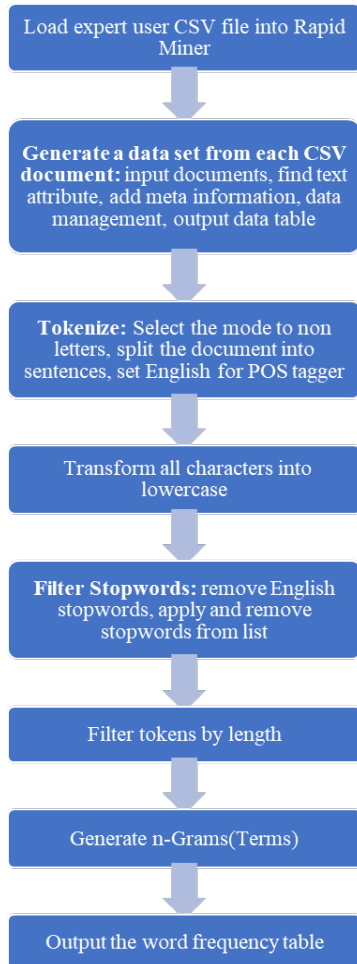 Load expert user CSV file into Rapid
Miner
Generate a data set from each CSV
document: input documents, find text
attribute, add meta information, data
management, output data table
Tokenize: Select the mode to non
letters, split the document into
sentences, set English for POS tagger
Transform all characters into
lowercase
Filter Stopwords: remove English
stopwords, apply and remove
stopwords from list
Filter tokens by length
Generate n-Grams(Terms)
Output the word frequency table